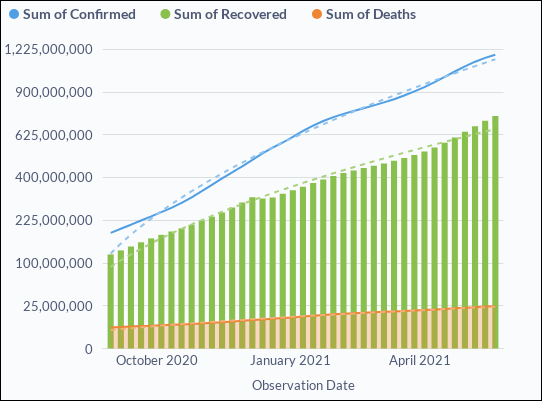 Sum of Confirmed Sum of Recovered Sum of Deaths
1,225,000,000
900,000,000
625,000,000
400,000,000
225,000,000
100,000,000
25,000,000
0
October 2020 January 2021 April 2021
Observation Date